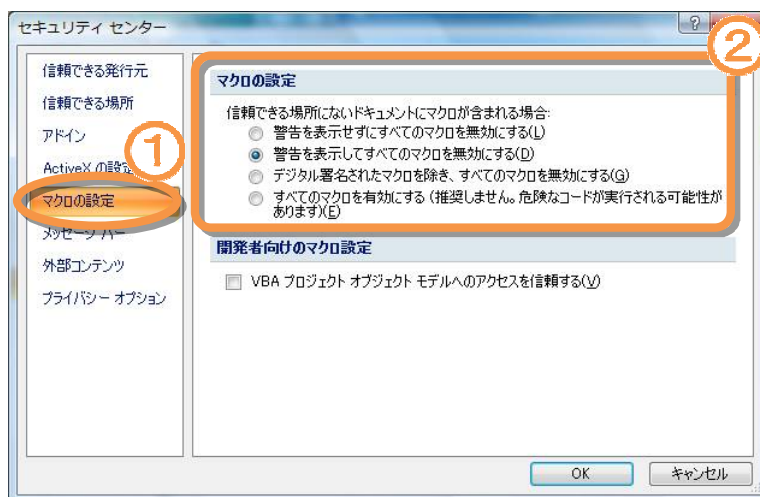 セキュリティ センター
?
②
信頼できる発行元
信頼できる場所
アドイン
①
ActiveX の設定
マクロの設定
メッセージ バー
外部コンテンツ
プライバシー オプション
マクロの設定
信頼できる場所にないドキュメントにマクロが含まれる場合:
警告を表示せずにすべてのマクロを無効にする(L)
警告を表示してすべてのマクロを無効にする(D)
デジタル署名されたマクロを除き、すべてのマクロを無効にする(G)
すべてのマクロを有効にする (推奨しません。危険なコードが実行される可能性が
あります)(E)
開発者向けのマクロ設定
VBA プロジェクト オブジェクト モデルへのアクセスを信頼する(V)
OK
キャンセル